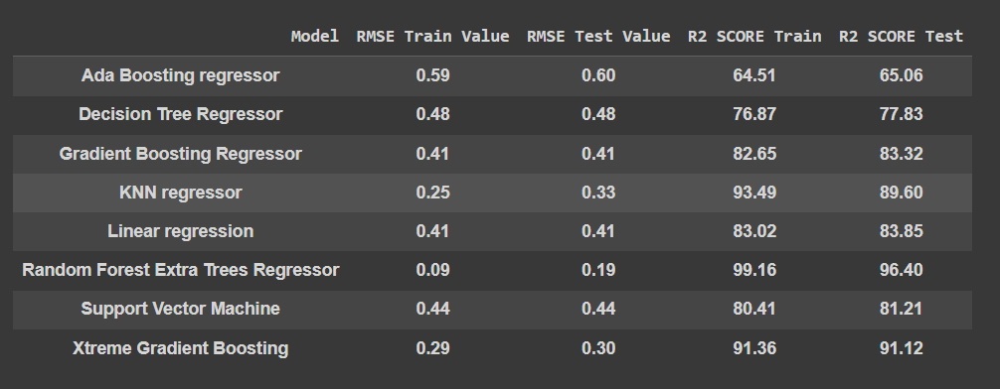 Model RMSE Train Value RMSE Test Value R2 SCORE Train R2 SCORE Test
Ada Boosting regressor 0.59 0.60 64.51 65.06
Decision Tree Regressor 0.48 0.48 76.87 77.83
Gradient Boosting Regressor 0.41 0.41 82.65 83.32
KNN regressor 0.25 0.33 93.49 89.60
Linear regression 0.41 0.41 83.02 83.85
Random Forest Extra Trees Regressor 0.09 0.19 99.16 96.40
Support Vector Machine 0.44 0.44 80.41 81.21
Xtreme Gradient Boosting 0.29 0.30 91.36 91.12